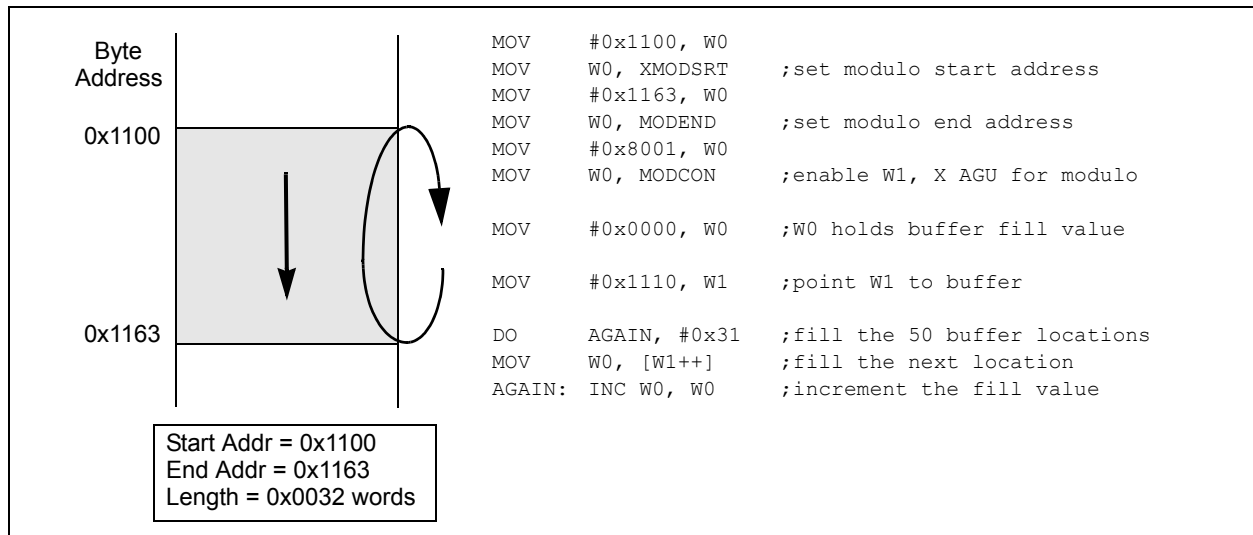 Byte
Address
0x1100
0x1163
Start Addr = 0x1100
End Addr = 0x1163
Length = 0x0032 words
MOV #0x1100, W0
MOV W0, XMODSRT ;set modulo start address
MOV #0x1163, W0
MOV W0, MODEND ;set modulo end address
MOV #0x8001, W0
MOV W0, MODCON ;enable W1, X AGU for modulo
MOV #0x0000, W0 ;W0 holds buffer fill value
MOV #0x1110, W1 ;point W1 to buffer
DO AGAIN, #0x31 ;fill the 50 buffer locations
MOV W0, [W1++] ;fill the next location
AGAIN: INC W0, W0 ;increment the fill value